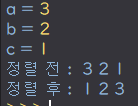 a = 3
b = 2
c = 1
정렬 전 : 3 2 1
정렬 후 : 1 2 3
>>>